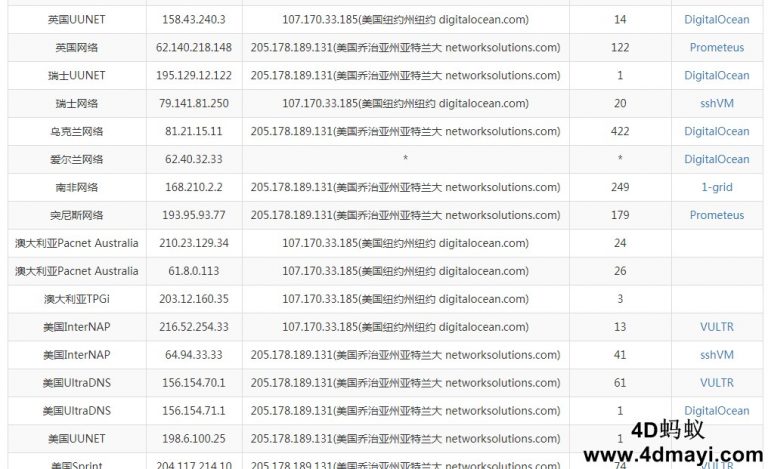 英国UUNET 158.43.240.3 107.170.33.185(美国纽约州纽约 digitalocean.com) 14 DigitalOcean
英国网络 62.140.218.148 205.178.189.131(美国乔治亚州亚特兰大 networksolutions.com) 122 Prometeus
瑞士UUNET 195.129.12.122 205.178.189.131(美国乔治亚州亚特兰大 networksolutions.com) 1 DigitalOcean
瑞士网络 79.141.81.250 107.170.33.185(美国纽约州纽约 digitalocean.com) 20 sshVM
乌克兰网络 81.21.15.11 205.178.189.131(美国乔治亚州亚特兰大 networksolutions.com) 422 DigitalOcean
爱尔兰网络 62.40.32.33 * * DigitalOcean
南非网络 168.210.2.2 205.178.189.131(美国乔治亚州亚特兰大 networksolutions.com) 249 1-grid
突尼斯网络 193.95.93.77 205.178.189.131(美国乔治亚州亚特兰大 networksolutions.com) 179 Prometeus
澳大利亚Pacnet Australia 210.23.129.34 107.170.33.185(美国纽约州纽约 digitalocean.com) 24
澳大利亚Pacnet Australia 61.8.0.113 107.170.33.185(美国纽约州纽约 digitalocean.com) 26
澳大利亚TPGi 203.12.160.35 107.170.33.185(美国纽约州纽约 digitalocean.com) 3
美国InterNAP 216.52.254.33 107.170.33.185(美国纽约州纽约 digitalocean.com) 13 VULTR
美国InterNAP 64.94.33.33 205.178.189.131(美国乔治亚州亚特兰大 networksolutions.com) 41 sshVM
美国UltraDNS 156.154.70.1 205.178.189.131(美国乔治亚州亚特兰大 networksolutions.com) 61 VULTR
美国UltraDNS 156.154.71.1 205.178.189.131(美国乔治亚州亚特兰大 networksolutions.com) 1 DigitalOcean
美国UUNET 198.6.100.25 205.178.189.131(美国乔治亚州亚特兰大 networksolutions.com) 1
美国Sprint 204.117.214.10 205.178.189.131(美国乔治亚州亚特兰大 networksolutions.com) 74
4D蚂蚁
www.4dmayi.com